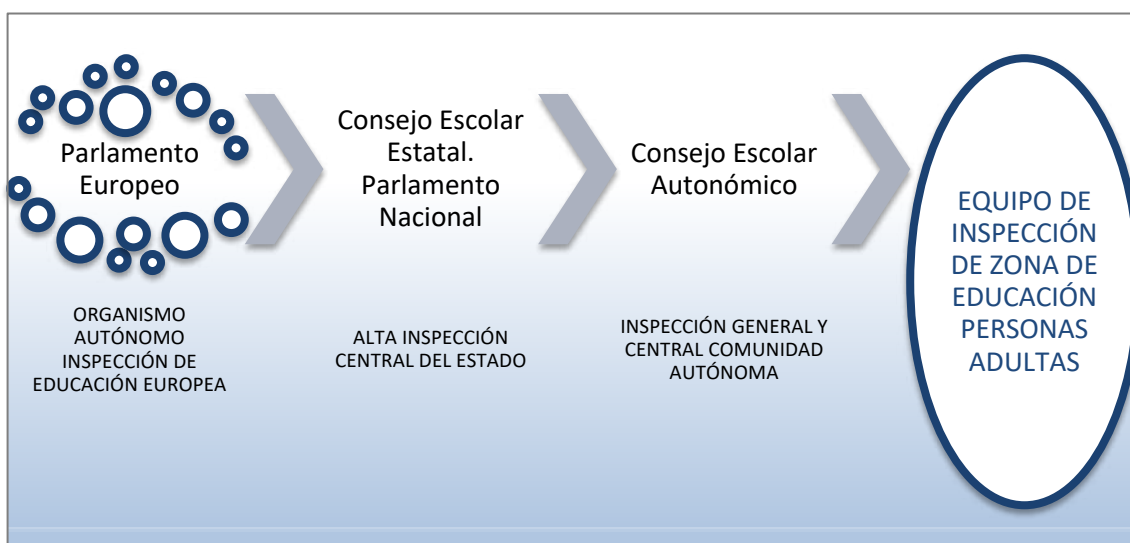 Parlamento
Europeo
ORGANISMO
AUTÓNOMO
INSPECCIÓN DE
EDUCACIÓN EUROPEA
Consejo Escolar
Estatal.
Parlamento
Nacional
ALTA INSPECCIÓN
CENTRAL DEL ESTADO
Consejo Escolar
Autonómico
INSPECCIÓN GENERAL Y
CENTRAL COMUNIDAD
AUTÓNOMA
EQUIPO DE
INSPECCIÓN
DE ZONA DE
EDUCACIÓN
PERSONAS
ADULTAS